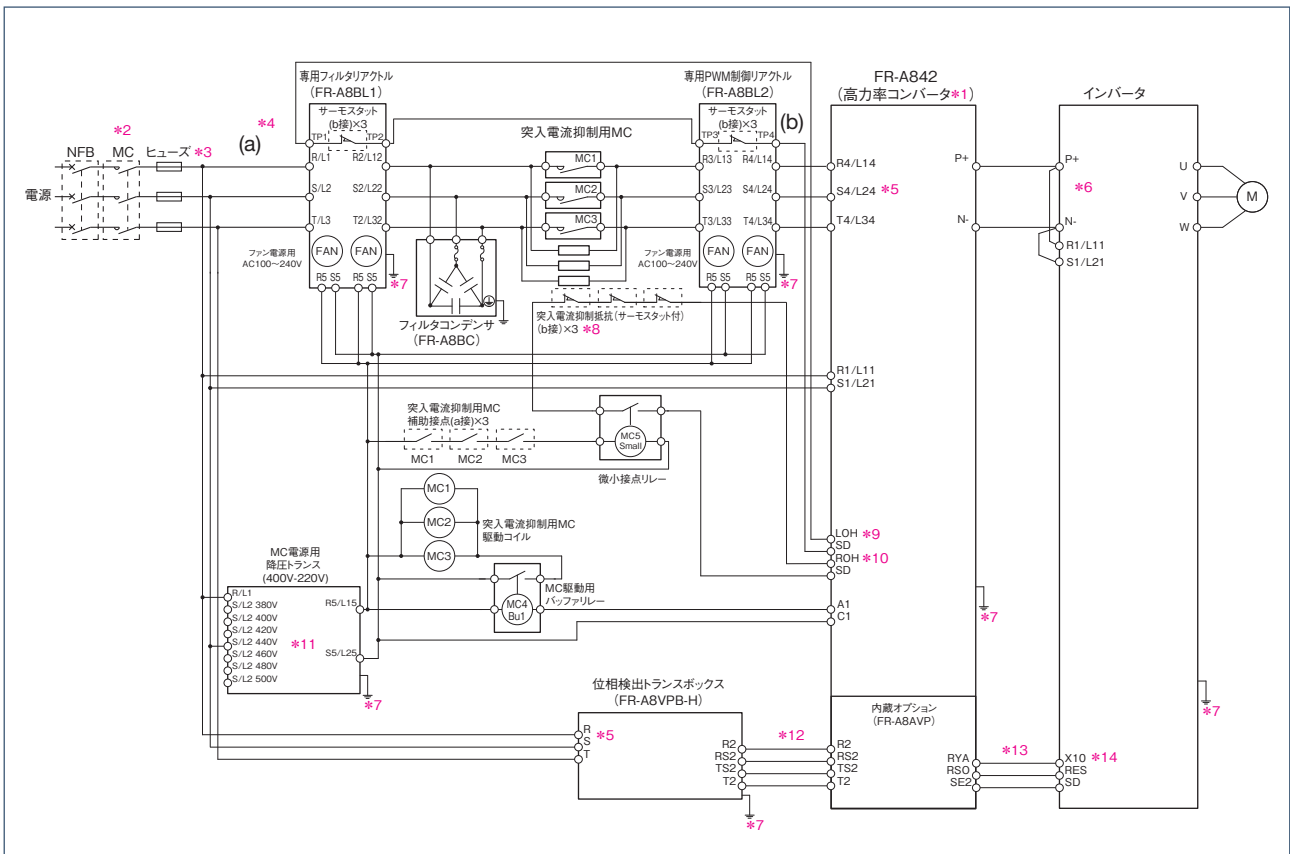 FR-A842
(高力率コンバータ*1)
インバータ
専用フィルタリアクトル
(FR-A8BL1)
専用PWM制御リアクトル
(FR-A8BL2)
サーモスタット
(b接)×3
サーモスタット
(b接)×3
*2
*4
(a)
(b)
突入電流抑制用MC
NFB
MC
ヒューズ *3
TP1
TP2
TP3
TP4
電源
R/L1
R2/L12
MC1
R3/L13
R4/L14
R4/L14
P+
P+
U
S/L2
S2/L22
MC2
S3/L23
S4/L24
S4/L24 *5
*6
V
M
T/L3
T2/L32
MC3
T3/L33
T4/L34
T4/L34
N-
N-
W
R1/L11
S1/L21
ファン電源用
AC100～240V
FAN
FAN
R5 S5
R5 S5
*7
ファン電源用
AC100～240V
FAN
FAN
R5 S5
R5 S5
*7
フィルタコンデンサ
(FR-A8BC)
突入電流抑制抵抗(サーモスタット付)
(b接)×3 *8
R1/L11
S1/L21
突入電流抑制用MC
補助接点(a接)×3
MC1
MC2
MC3
MC5
Small
微小接点リレー
MC1
MC2
MC3
突入電流抑制用MC
駆動コイル
LOH *9
SD
ROH *10
SD
MC電源用
降圧トランス
(400V-220V)
R/L1
S/L2 380V
S/L2 400V
S/L2 420V
S/L2 440V
S/L2 460V
S/L2 480V
S/L2 500V
R5/L15
*11
S5/L25
*7
MC4
Bu1
MC駆動用
バッファリレー
A1
C1
*7
*7
位相検出トランスボックス
(FR-A8VPB-H)
R
S
T
*5
R2
RS2
TS2
T2
*7
*12
内蔵オプション
(FR-A8AVP)
R2
RS2
TS2
T2
RYA
RSO
SE2
*13
X10 *14
RES
SD